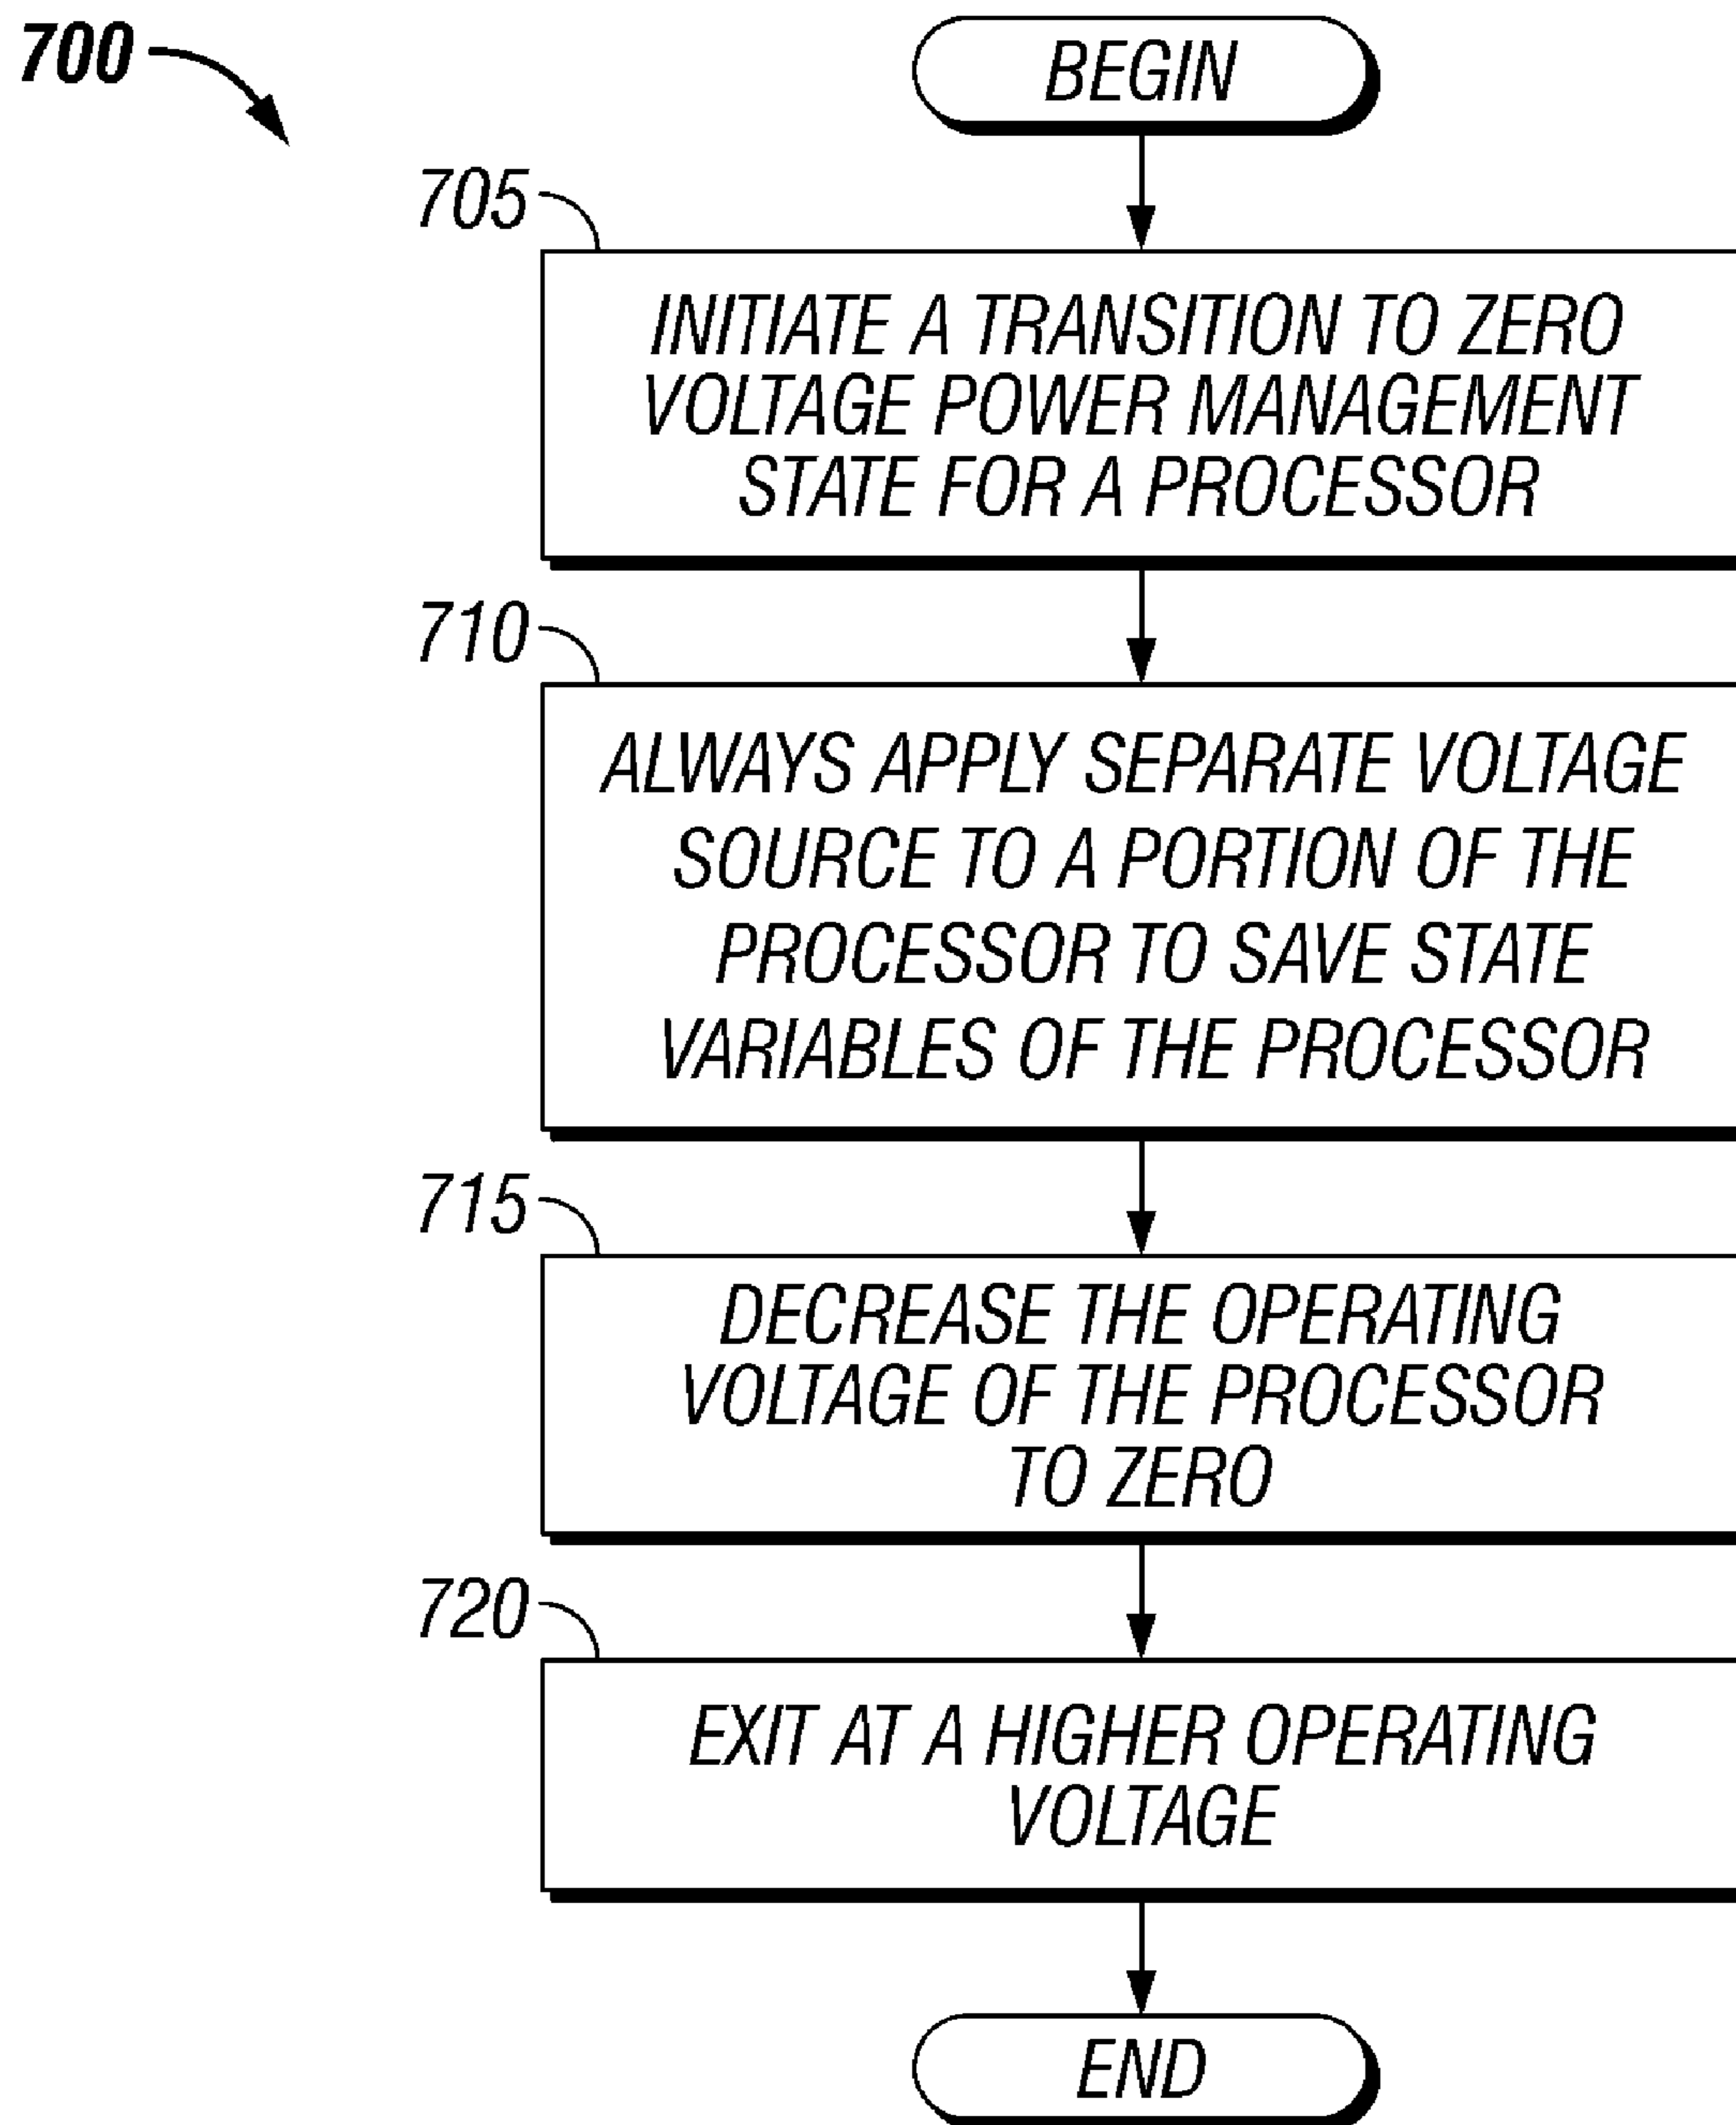 700
BEGIN
705
INITIATE A TRANSITION TO ZERO
VOLTAGE POWER MANAGEMENT
STATE FOR A PROCESSOR
710
ALWAYS APPLY SEPARATE VOLTAGE
SOURCE TO A PORTION OF THE
PROCESSOR TO SAVE STATE
VARIABLES OF THE PROCESSOR
715
DECREASE THE OPERATING
VOLTAGE OF THE PROCESSOR
TO ZERO
720
EXIT AT A HIGHER OPERATING
VOLTAGE
END